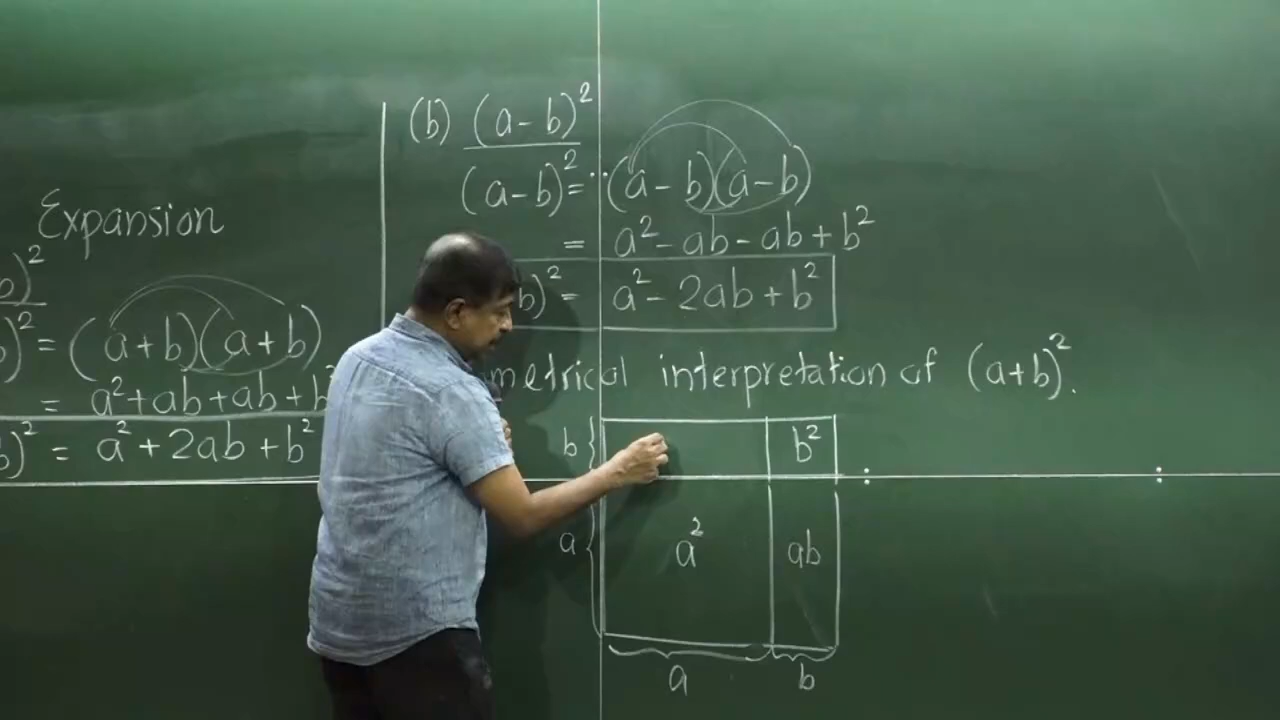 Expansion
)²
)² = (a+b)(a+b)
= a²+ab+ab+b
)² = a²+2ab+b²
(b) (a-b)²
(a-b)² = (a-b)(a-b)
= a²-ab-ab+b²
b)² = a²-2ab+b²
metrical interpretation of (a+b)².
b b²
a a² ab
a b